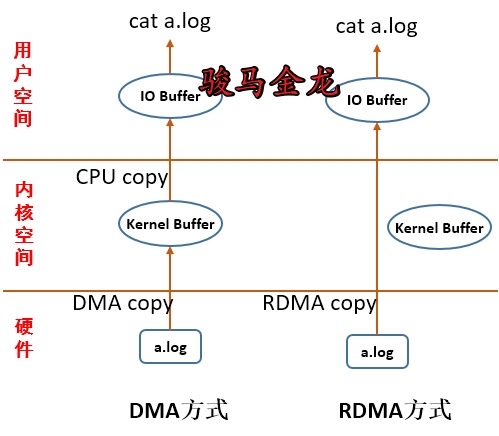 cat a.log
cat a.log
用户空间
IO Buffer
骏马金龙
IO Buffer
CPU copy
内核空间
Kernel Buffer
Kernel Buffer
DMA copy
RDMA copy
硬件
a.log
a.log
DMA方式
RDMA方式